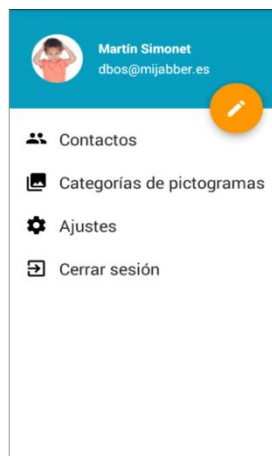 Martín Simonet
dbos@mijabber.es
Contactos
Categorías de pictogramas
Ajustes
Cerrar sesión